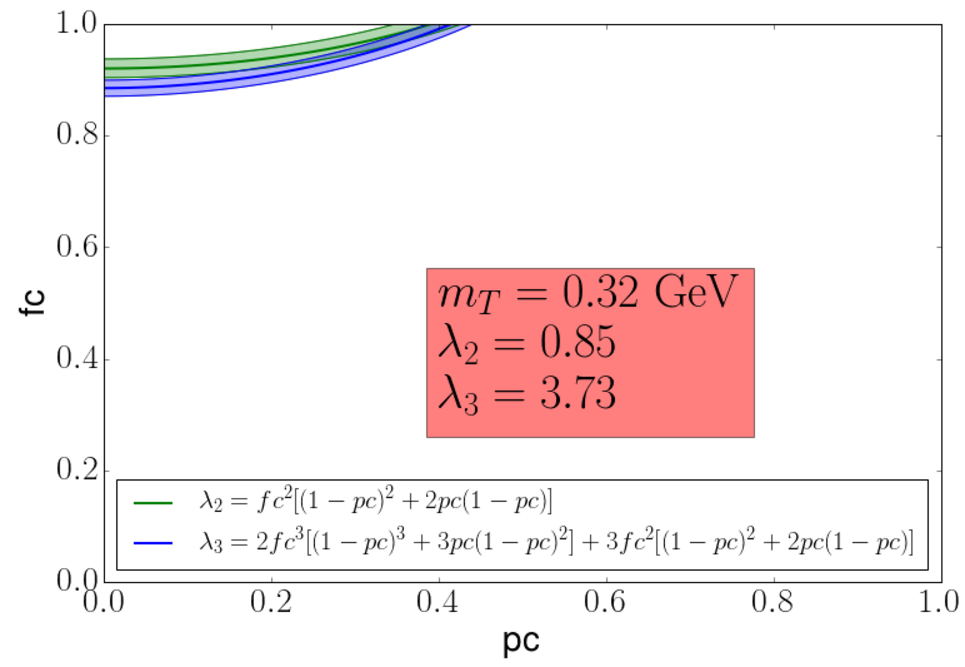 1.0
0.8
0.6
0.4
0.2
0.0
fc
m_T = 0.32 GeV
λ_2 = 0.85
λ_3 = 3.73
λ_2 = fc^2[(1 − pc)^2 + 2pc(1 − pc)]
λ_3 = 2fc^3[(1 − pc)^3 + 3pc(1 − pc)^2] + 3fc^2[(1 − pc)^2 + 2pc(1 − pc)]
0.0 0.2 0.4 0.6 0.8 1.0
pc